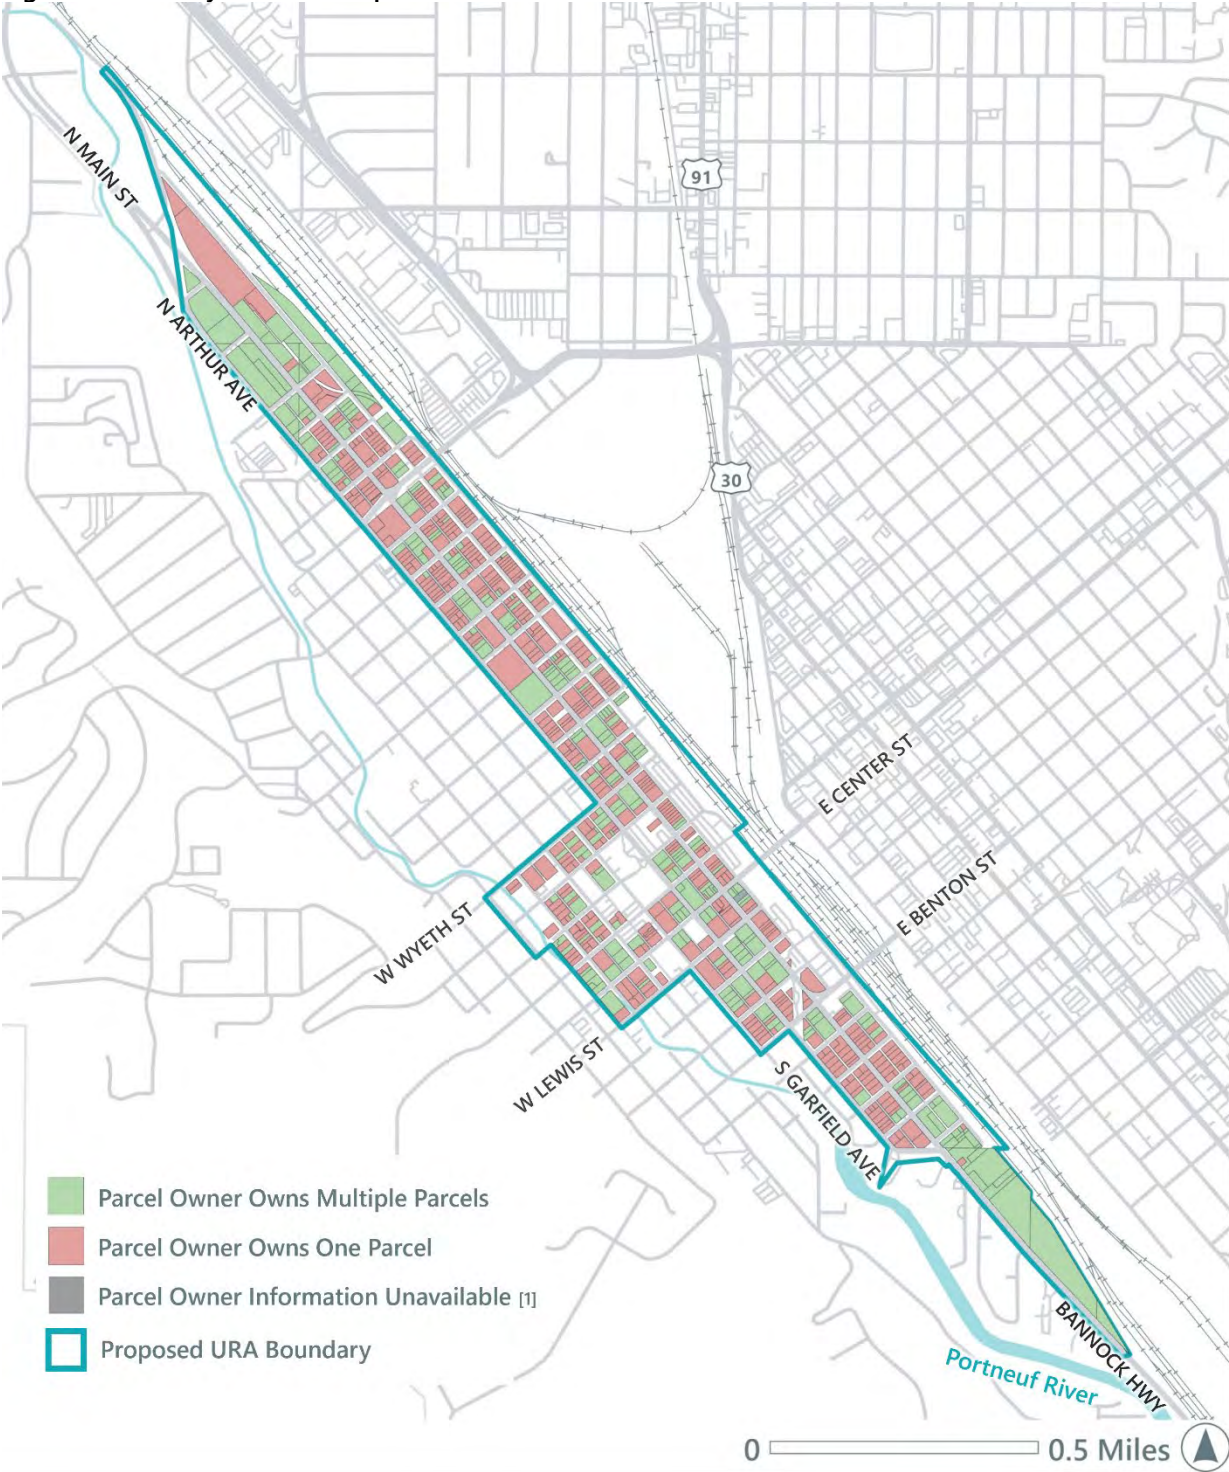 N MAIN ST
91
N ARTHUR AVE
30
E CENTER ST
E BENTON ST
W WYETH ST
W LEWIS ST
S GARFIELD AVE
Parcel Owner Owns Multiple Parcels
Parcel Owner Owns One Parcel
Parcel Owner Information Unavailable [1]
Proposed URA Boundary
BANNOCK HWY
Portneuf River
0 0.5 Miles